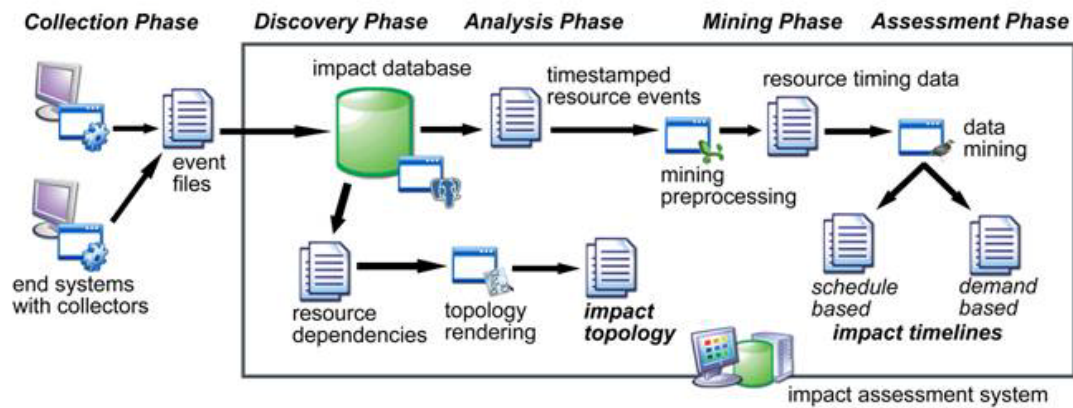 Collection Phase
Discovery Phase
Analysis Phase
Mining Phase
Assessment Phase
impact database
timestamped
resource events
resource timing data
event
files
mining
preprocessing
data
mining
end systems
with collectors
resource
dependencies
topology
rendering
impact
topology
schedule
based
demand
based
impact timelines
impact assessment system